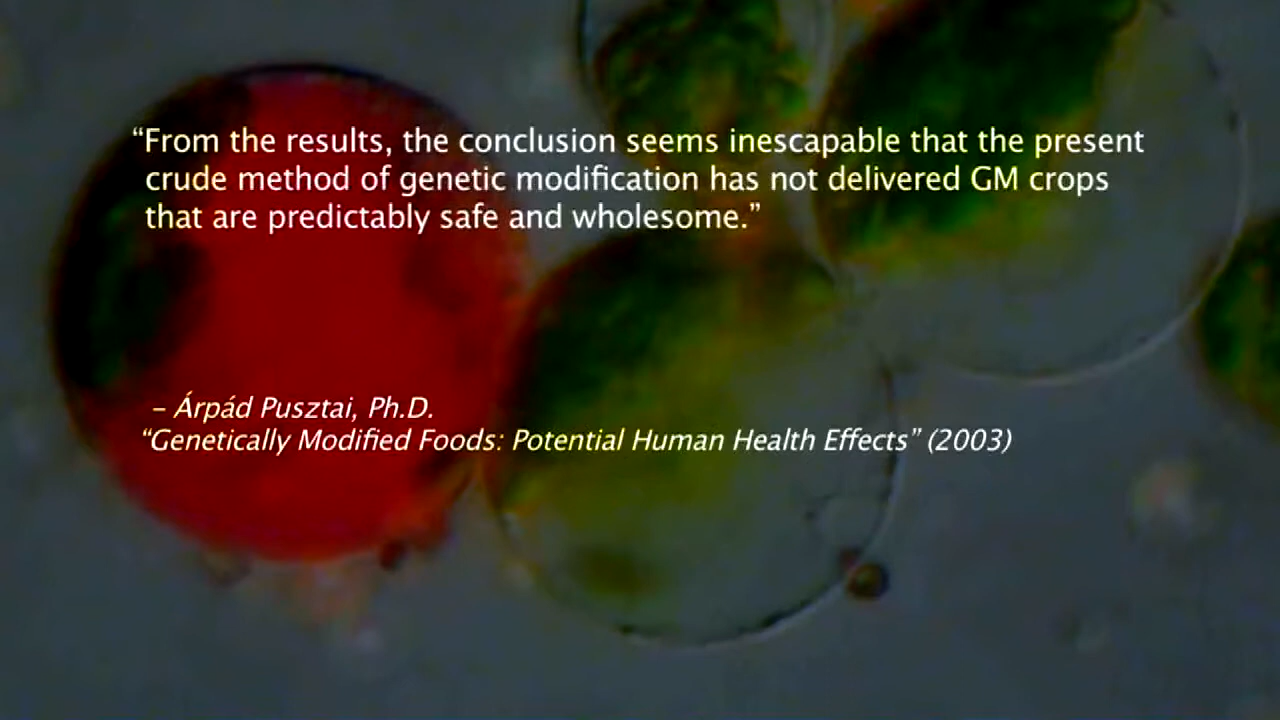 “From the results, the conclusion seems inescapable that the present
crude method of genetic modification has not delivered GM crops
that are predictably safe and wholesome.”
– Árpád Pusztai, Ph.D.
“Genetically Modified Foods: Potential Human Health Effects” (2003)